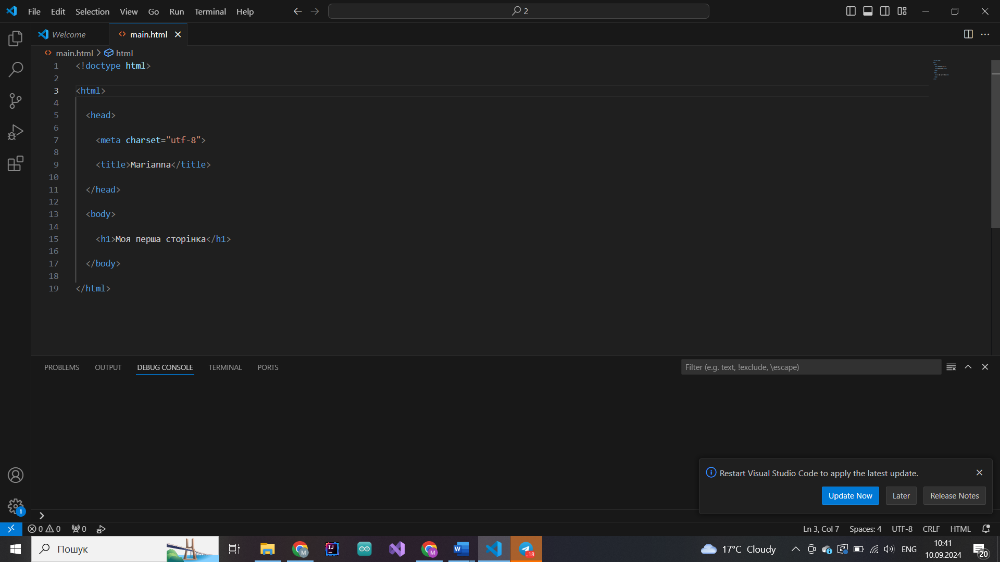 File Edit Selection View Go Run Terminal Help 2
Welcome main.html
main.html > html
1 <!doctype html>
2
3 <html>
4
5 <head>
6
7 <meta charset="utf-8">
8
9 <title>Marianna</title>
10
11 </head>
12
13 <body>
14
15 <h1>Моя перша сторінка</h1>
16
17 </body>
18
19 </html>
PROBLEMS OUTPUT DEBUG CONSOLE TERMINAL PORTS Filter (e.g. text, !exclude, \escape)
Restart Visual Studio Code to apply the latest update.
Update Now Later Release Notes
1
0 0 0 Ln 3, Col 7 Spaces: 4 UTF-8 CRLF HTML
Пошук M IJ M W ..18 17°C Cloudy ENG 10:41
10.09.2024 20